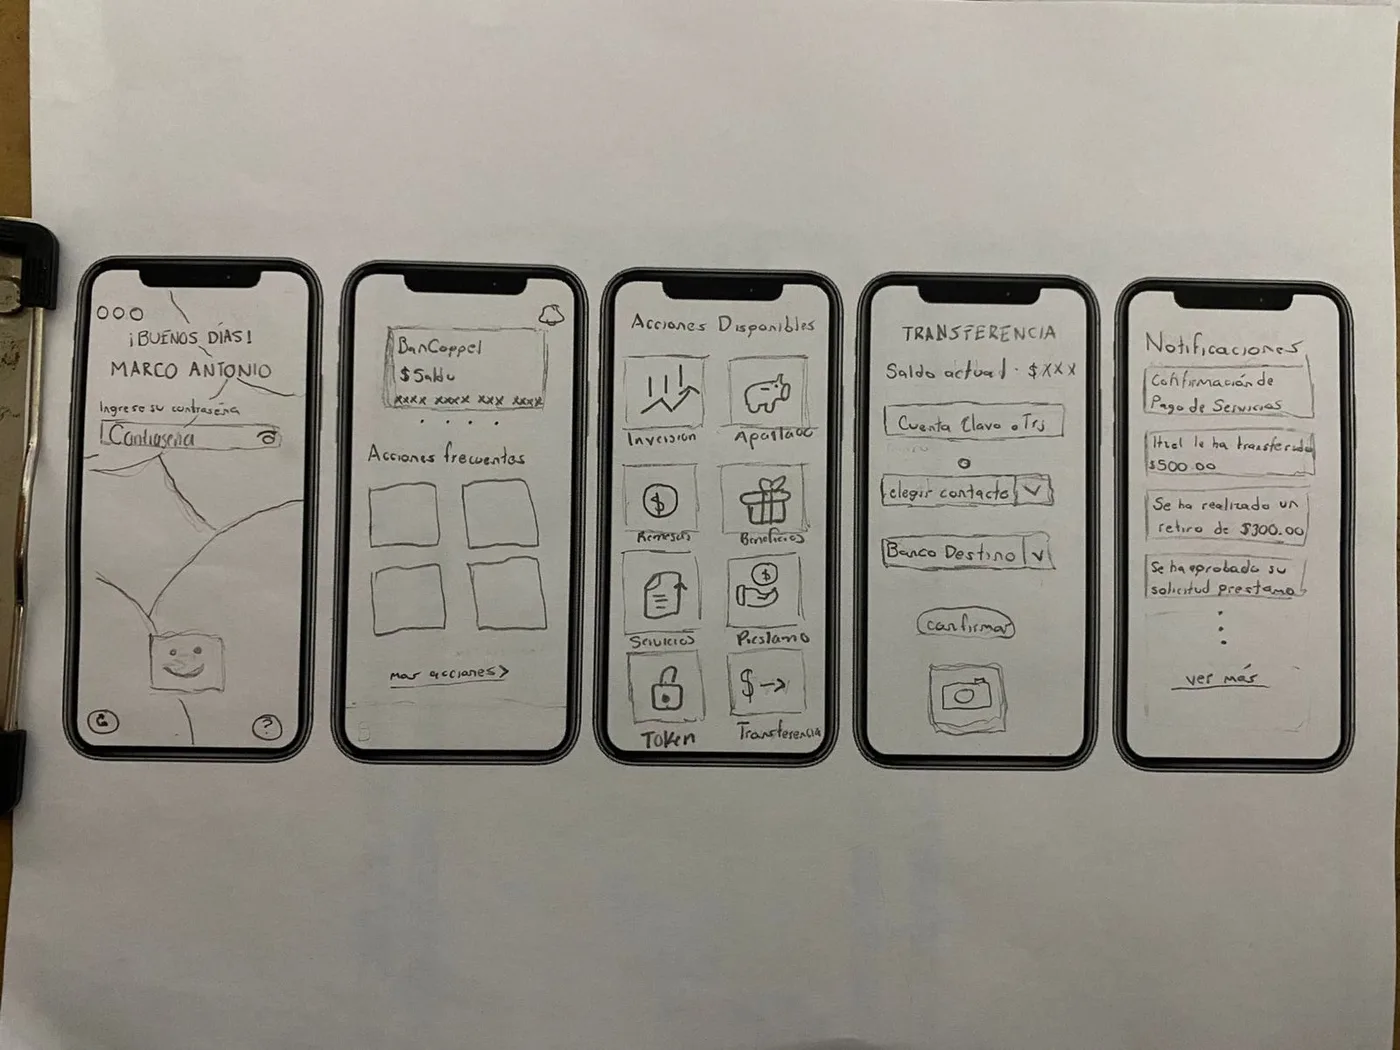 ¡BUENOS DÍAS!
MARCO ANTONIO
Ingrese su contraseña
Contraseña
?
BanCoppel
$ Saldo
xxxx xxxx xxx xxxx
Acciones frecuentes
mas acciones>
Acciones Disponibles
Inversion
Apartado
$
Remesas
Beneficios
$
Servicios
Prestamo
$→
Token
Transferencia
TRANSFERENCIA
Saldo actual · $XXX
Cuenta Clave o Trj
elegir contacto
Banco Destino
confirmar
Notificaciones
Confirmación de
Pago de Servicios
Itzel le ha transferido
$500.00
Se ha realizado un
retiro de $300.00
Se ha aprobado su
solicitud prestamo
ver más